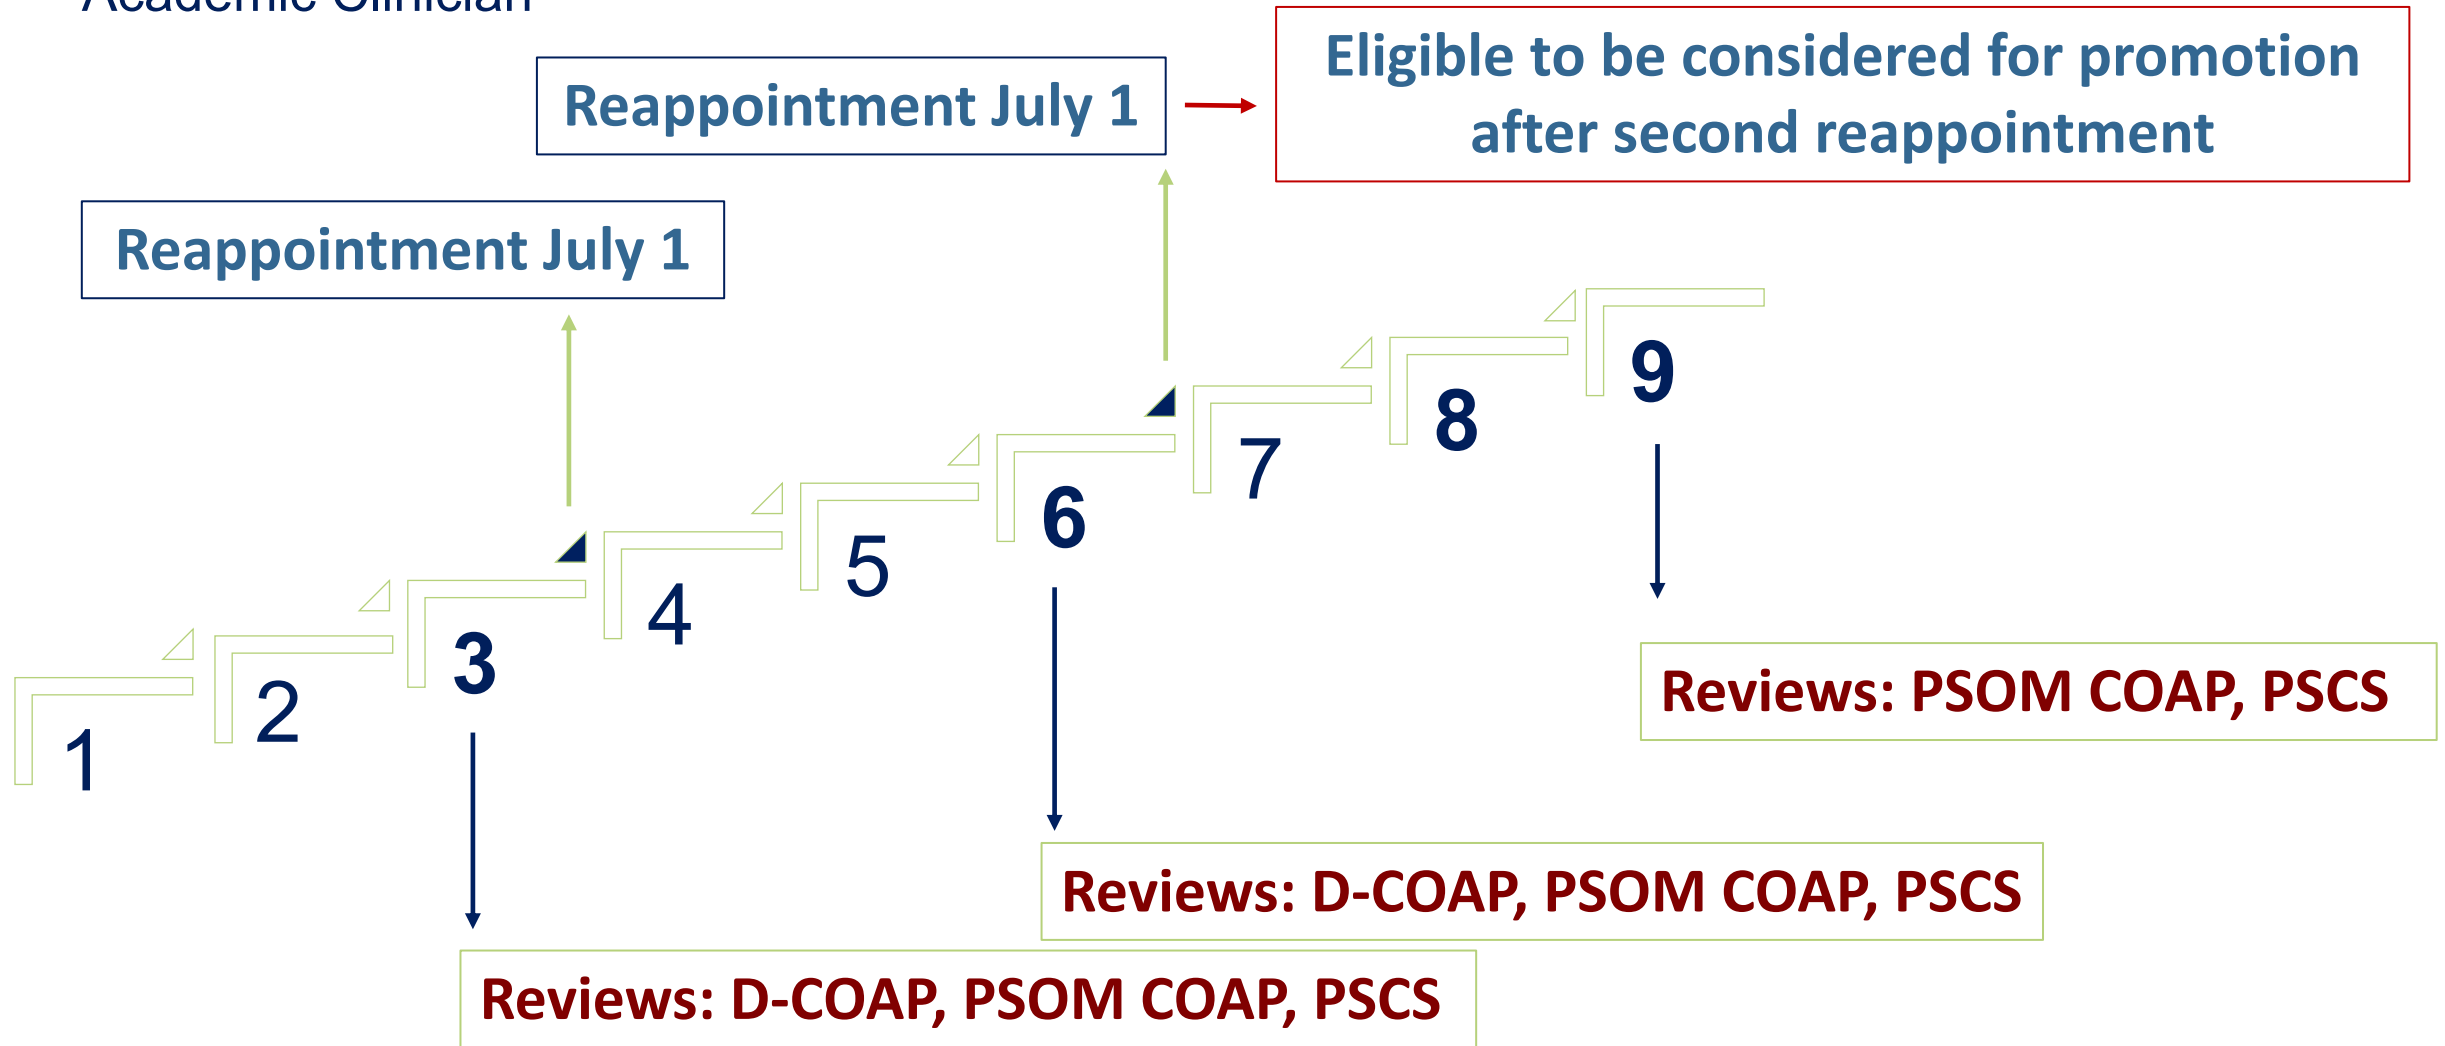 Academic Clinician
Eligible to be considered for promotion
after second reappointment
Reappointment July 1
Reappointment July 1
9
8
7
6
5
4
3
2
1
Reviews: PSOM COAP, PSCS
Reviews: D-COAP, PSOM COAP, PSCS
Reviews: D-COAP, PSOM COAP, PSCS